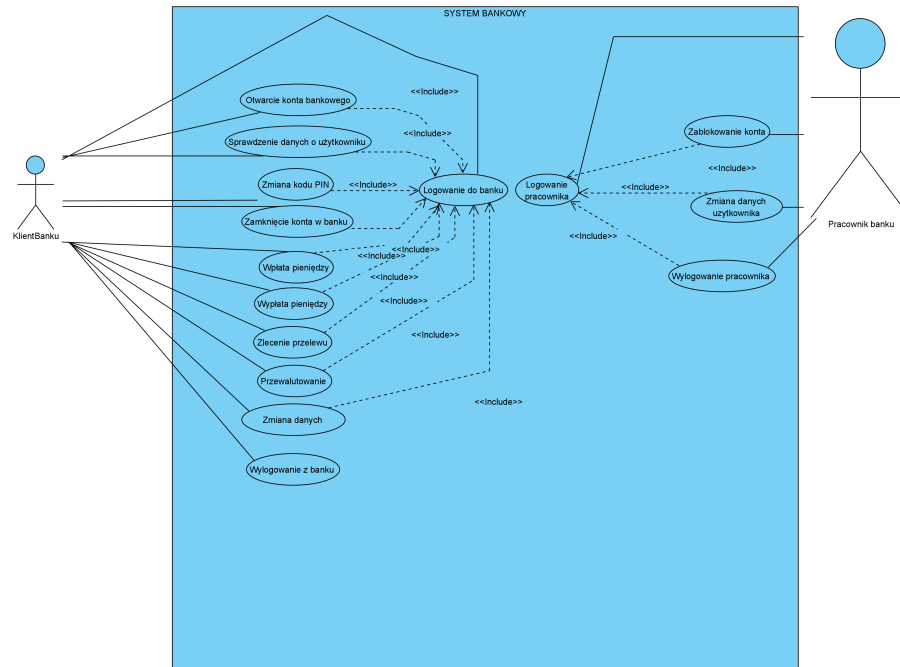 SYSTEM BANKOWY
<<Include>>
Otwarcie konta bankowego
<<Include>>
Zablokowanie konta
Sprawdzenie danych o użytkowniku
<<Include>>
KlientBanku
Zmiana kodu PIN
<<Include>>
Logowanie do banku
Logowanie
pracownika
<<Include>>
Zmiana danych
uzytkownika
Pracownik banku
Zamknięcie konta w banku
<<Include>>
<<Include>>
<<Include>>
Wpłata pieniędzy
<<Include>>
Wylogowanie pracownika
Wypłata pieniędzy
<<Include>>
Zlecenie przelewu
<<Include>>
Przewalutowanie
<<Include>>
Zmiana danych
Wylogowanie z banku